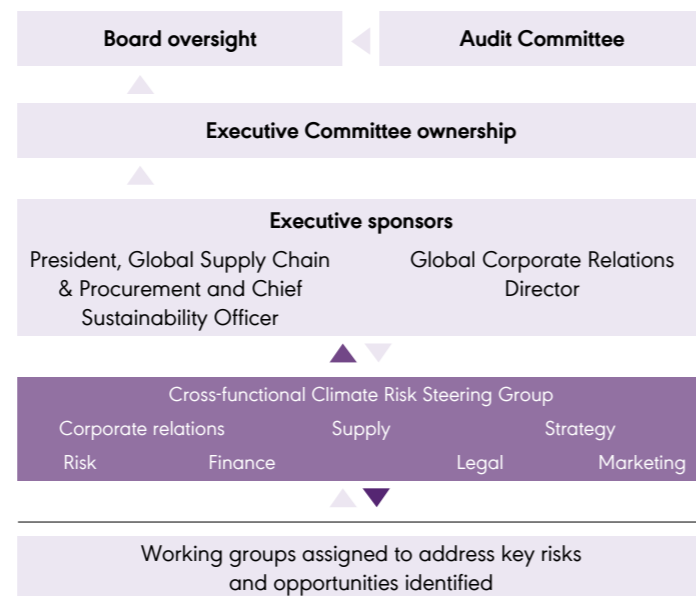 Board oversight
Audit Committee
Executive Committee ownership
Executive sponsors
President, Global Supply Chain
& Procurement and Chief
Sustainability Officer
Global Corporate Relations
Director
Cross-functional Climate Risk Steering Group
Corporate relations Supply Strategy
Risk Finance Legal Marketing
Working groups assigned to address key risks
and opportunities identified